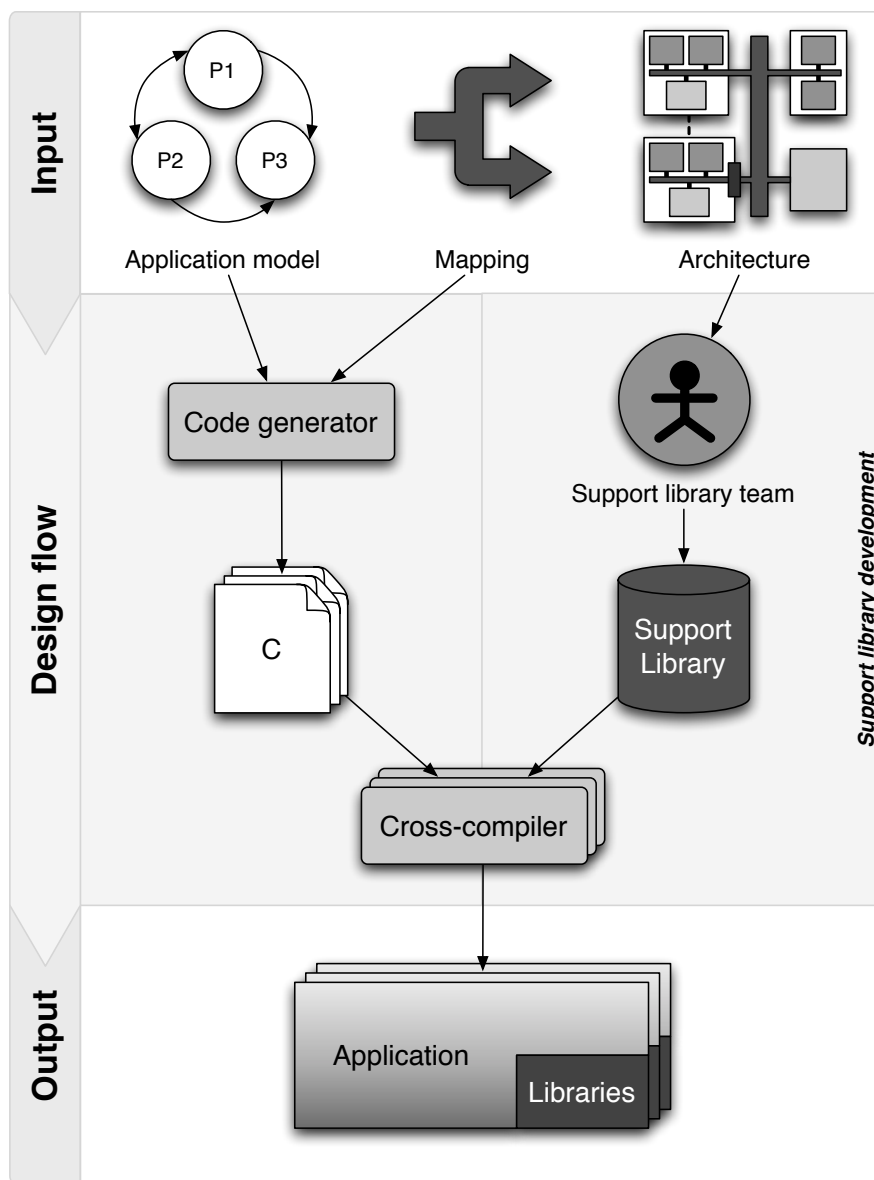 Input
P1
P2
P3
Application model
Mapping
Architecture
Design flow
Code generator
Support library team
Support library development
C
Support
Library
Cross-compiler
Output
Application
Libraries